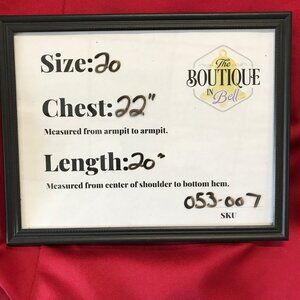 Size:20
The
BOUTIQUE
IN
Bell
Chest:22"
Measured from armpit to armpit.
Length:20"
Measured from center of shoulder to bottom hem.
053-007
SKU